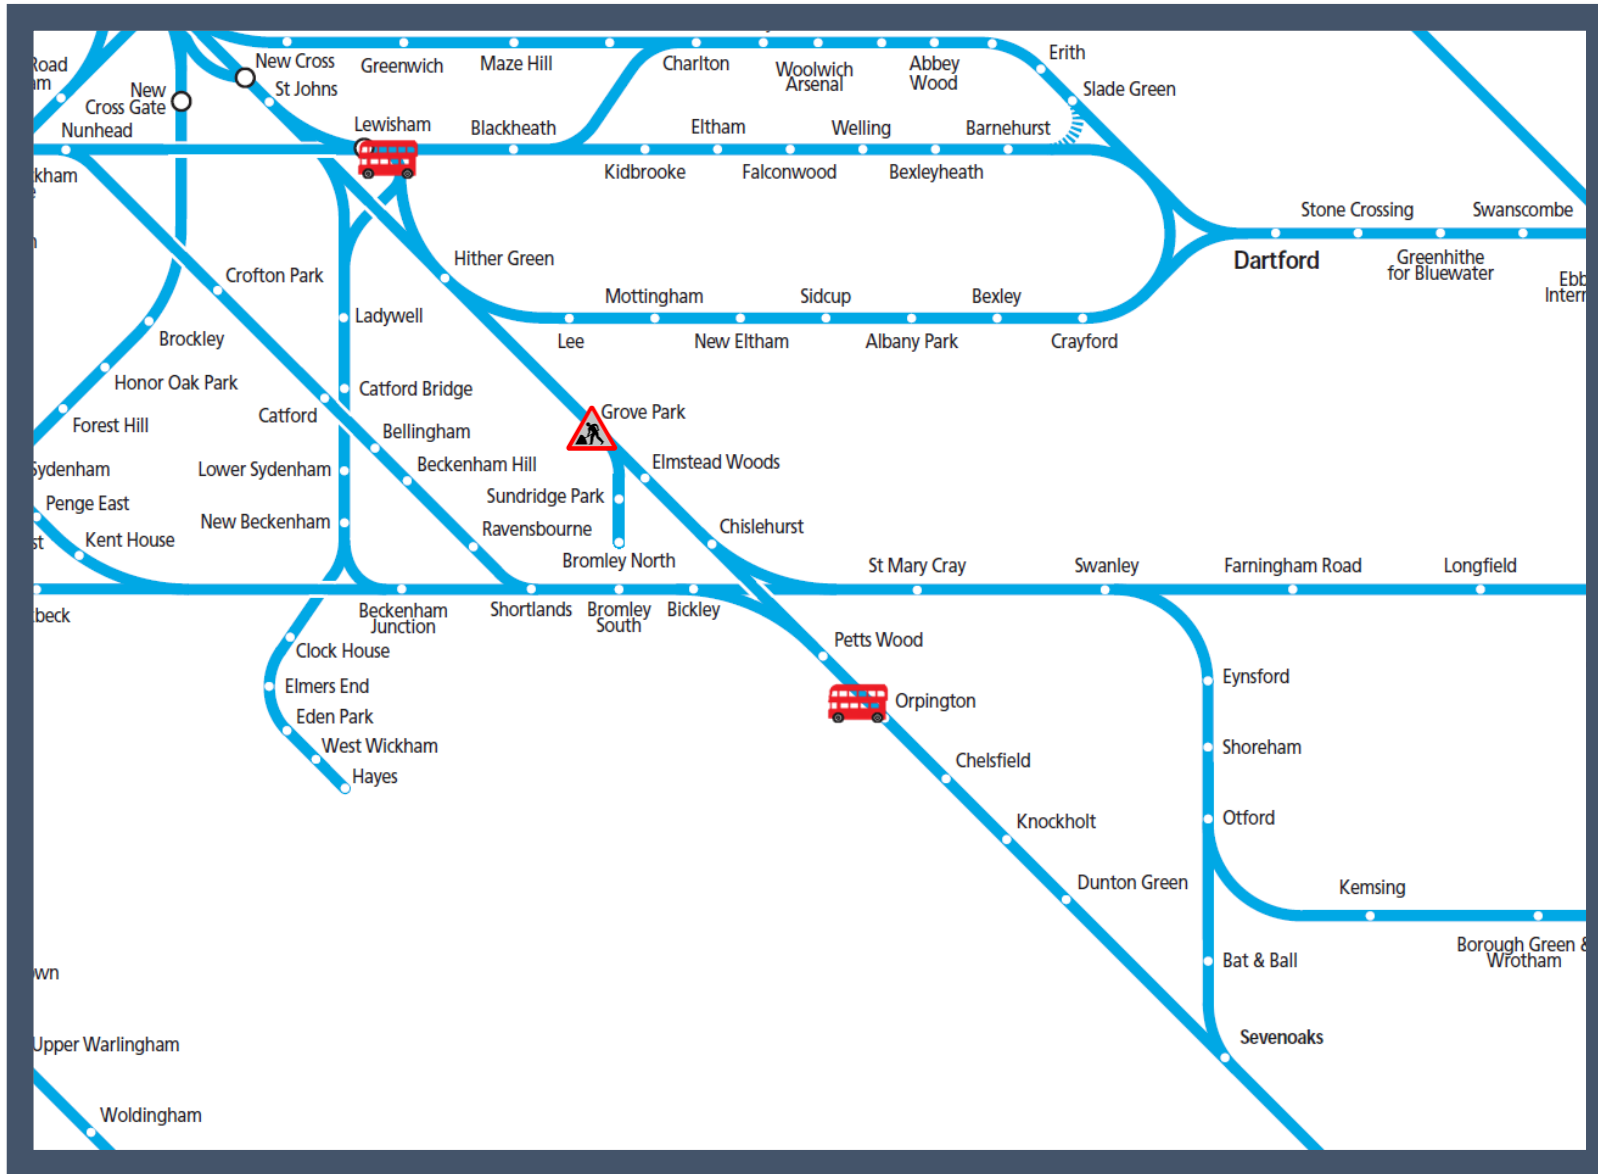 Road
New Cross
Greenwich
Maze Hill
Charlton
Woolwich
Arsenal
Abbey
Wood
Erith
Slade Green
New
Cross Gate
St Johns
Nunhead
Lewisham
Blackheath
Eltham
Welling
Barnehurst
Kidbrooke
Falconwood
Bexleyheath
Stone Crossing
Swanscombe
Dartford
Greenhithe
for Bluewater
Crofton Park
Hither Green
Mottingham
Sidcup
Bexley
Ladywell
Lee
New Eltham
Albany Park
Crayford
Brockley
Honor Oak Park
Forest Hill
Catford Bridge
Catford
Bellingham
Grove Park
Sydenham
Lower Sydenham
Beckenham Hill
Elmstead Woods
Penge East
Kent House
New Beckenham
Sundridge Park
Ravensbourne
Bromley North
Chislehurst
St Mary Cray
Swanley
Farningham Road
Longfield
Beckenham
Junction
Shortlands
Bromley
South
Bickley
Clock House
Elmers End
Eden Park
West Wickham
Hayes
Petts Wood
Orpington
Chelsfield
Knockholt
Dunton Green
Eynsford
Shoreham
Otford
Kemsing
Borough Green &
Wrotham
Bat & Ball
Sevenoaks
Upper Warlingham
Woldingham